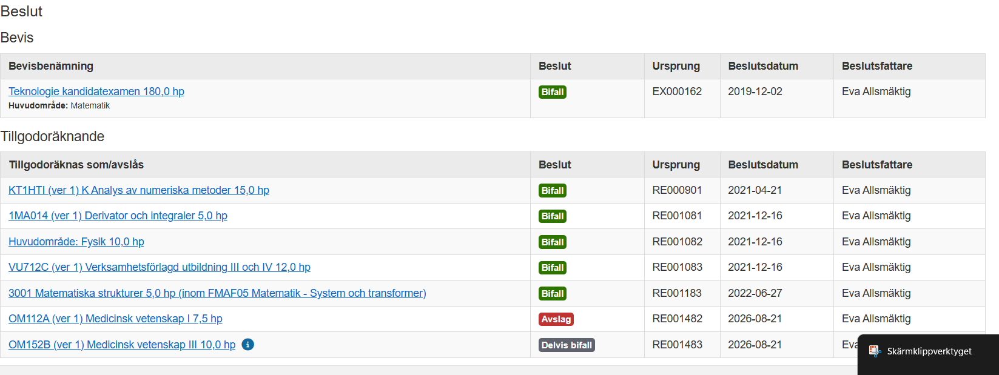 Beslut
Bevis
Bevisbenämning Beslut Ursprung Beslutsdatum Beslutsfattare
Teknologie kandidatexamen 180,0 hp Bifall EX000162 2019-12-02 Eva Allsmäktig
Huvudområde: Matematik
Tillgodoräknande
Tillgodoräknas som/avslås Beslut Ursprung Beslutsdatum Beslutsfattare
KT1HTI (ver 1) K Analys av numeriska metoder 15,0 hp Bifall RE000901 2021-04-21 Eva Allsmäktig
1MA014 (ver 1) Derivator och integraler 5,0 hp Bifall RE001081 2021-12-16 Eva Allsmäktig
Huvudområde: Fysik 10,0 hp Bifall RE001082 2021-12-16 Eva Allsmäktig
VU712C (ver 1) Verksamhetsförlagd utbildning III och IV 12,0 hp Bifall RE001083 2021-12-16 Eva Allsmäktig
3001 Matematiska strukturer 5,0 hp (inom FMAF05 Matematik - System och transformer) Bifall RE001183 2022-06-27 Eva Allsmäktig
OM112A (ver 1) Medicinsk vetenskap I 7,5 hp Avslag RE001482 2026-08-21 Eva Allsmäktig
OM152B (ver 1) Medicinsk vetenskap III 10,0 hp Delvis bifall RE001483 2026-08-21
Skärmklippverktyget